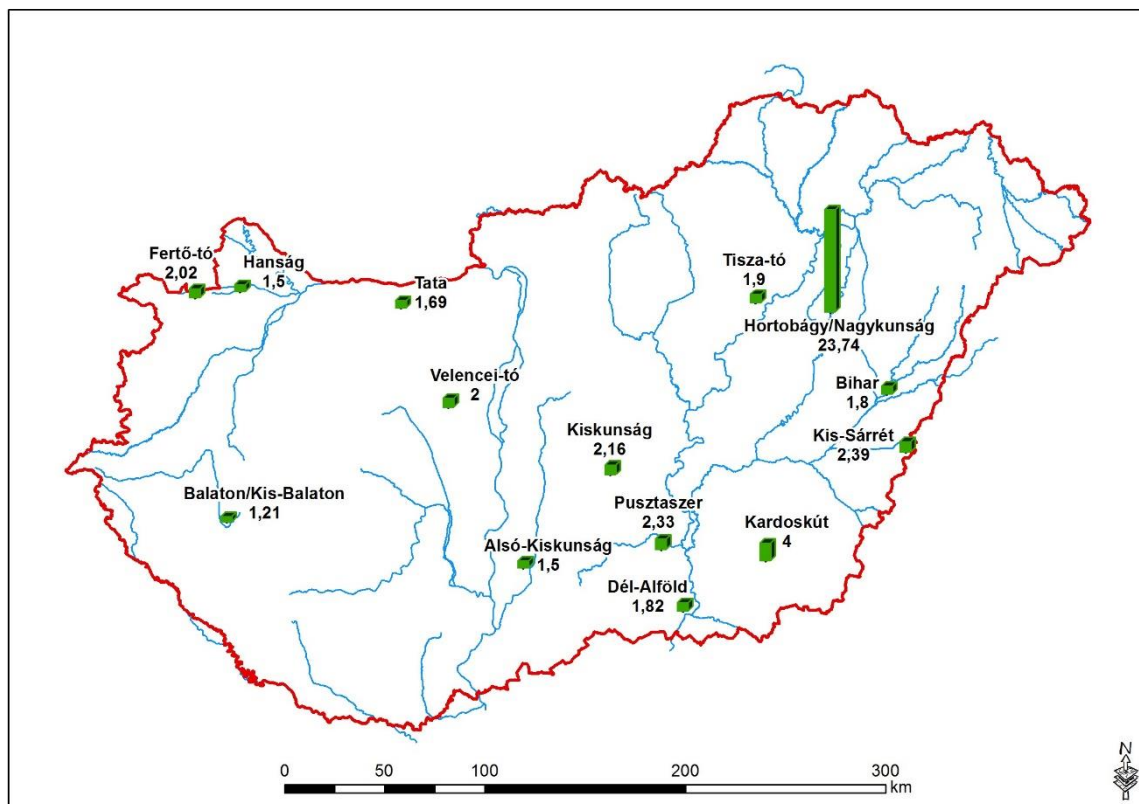 Fertő-tó
2,02
Hanság
1,5
Tata
1,69
Tisza-tó
1,9
Hortobágy/Nagykunság
23,74
Velencei-tó
2
Bihar
1,8
Kiskunság
2,16
Kis-Sárrét
2,39
Balaton/Kis-Balaton
1,21
Pusztaszer
2,33
Kardoskút
4
Alsó-Kiskunság
1,5
Dél-Alföld
1,82
0 50 100 200 300
km
N